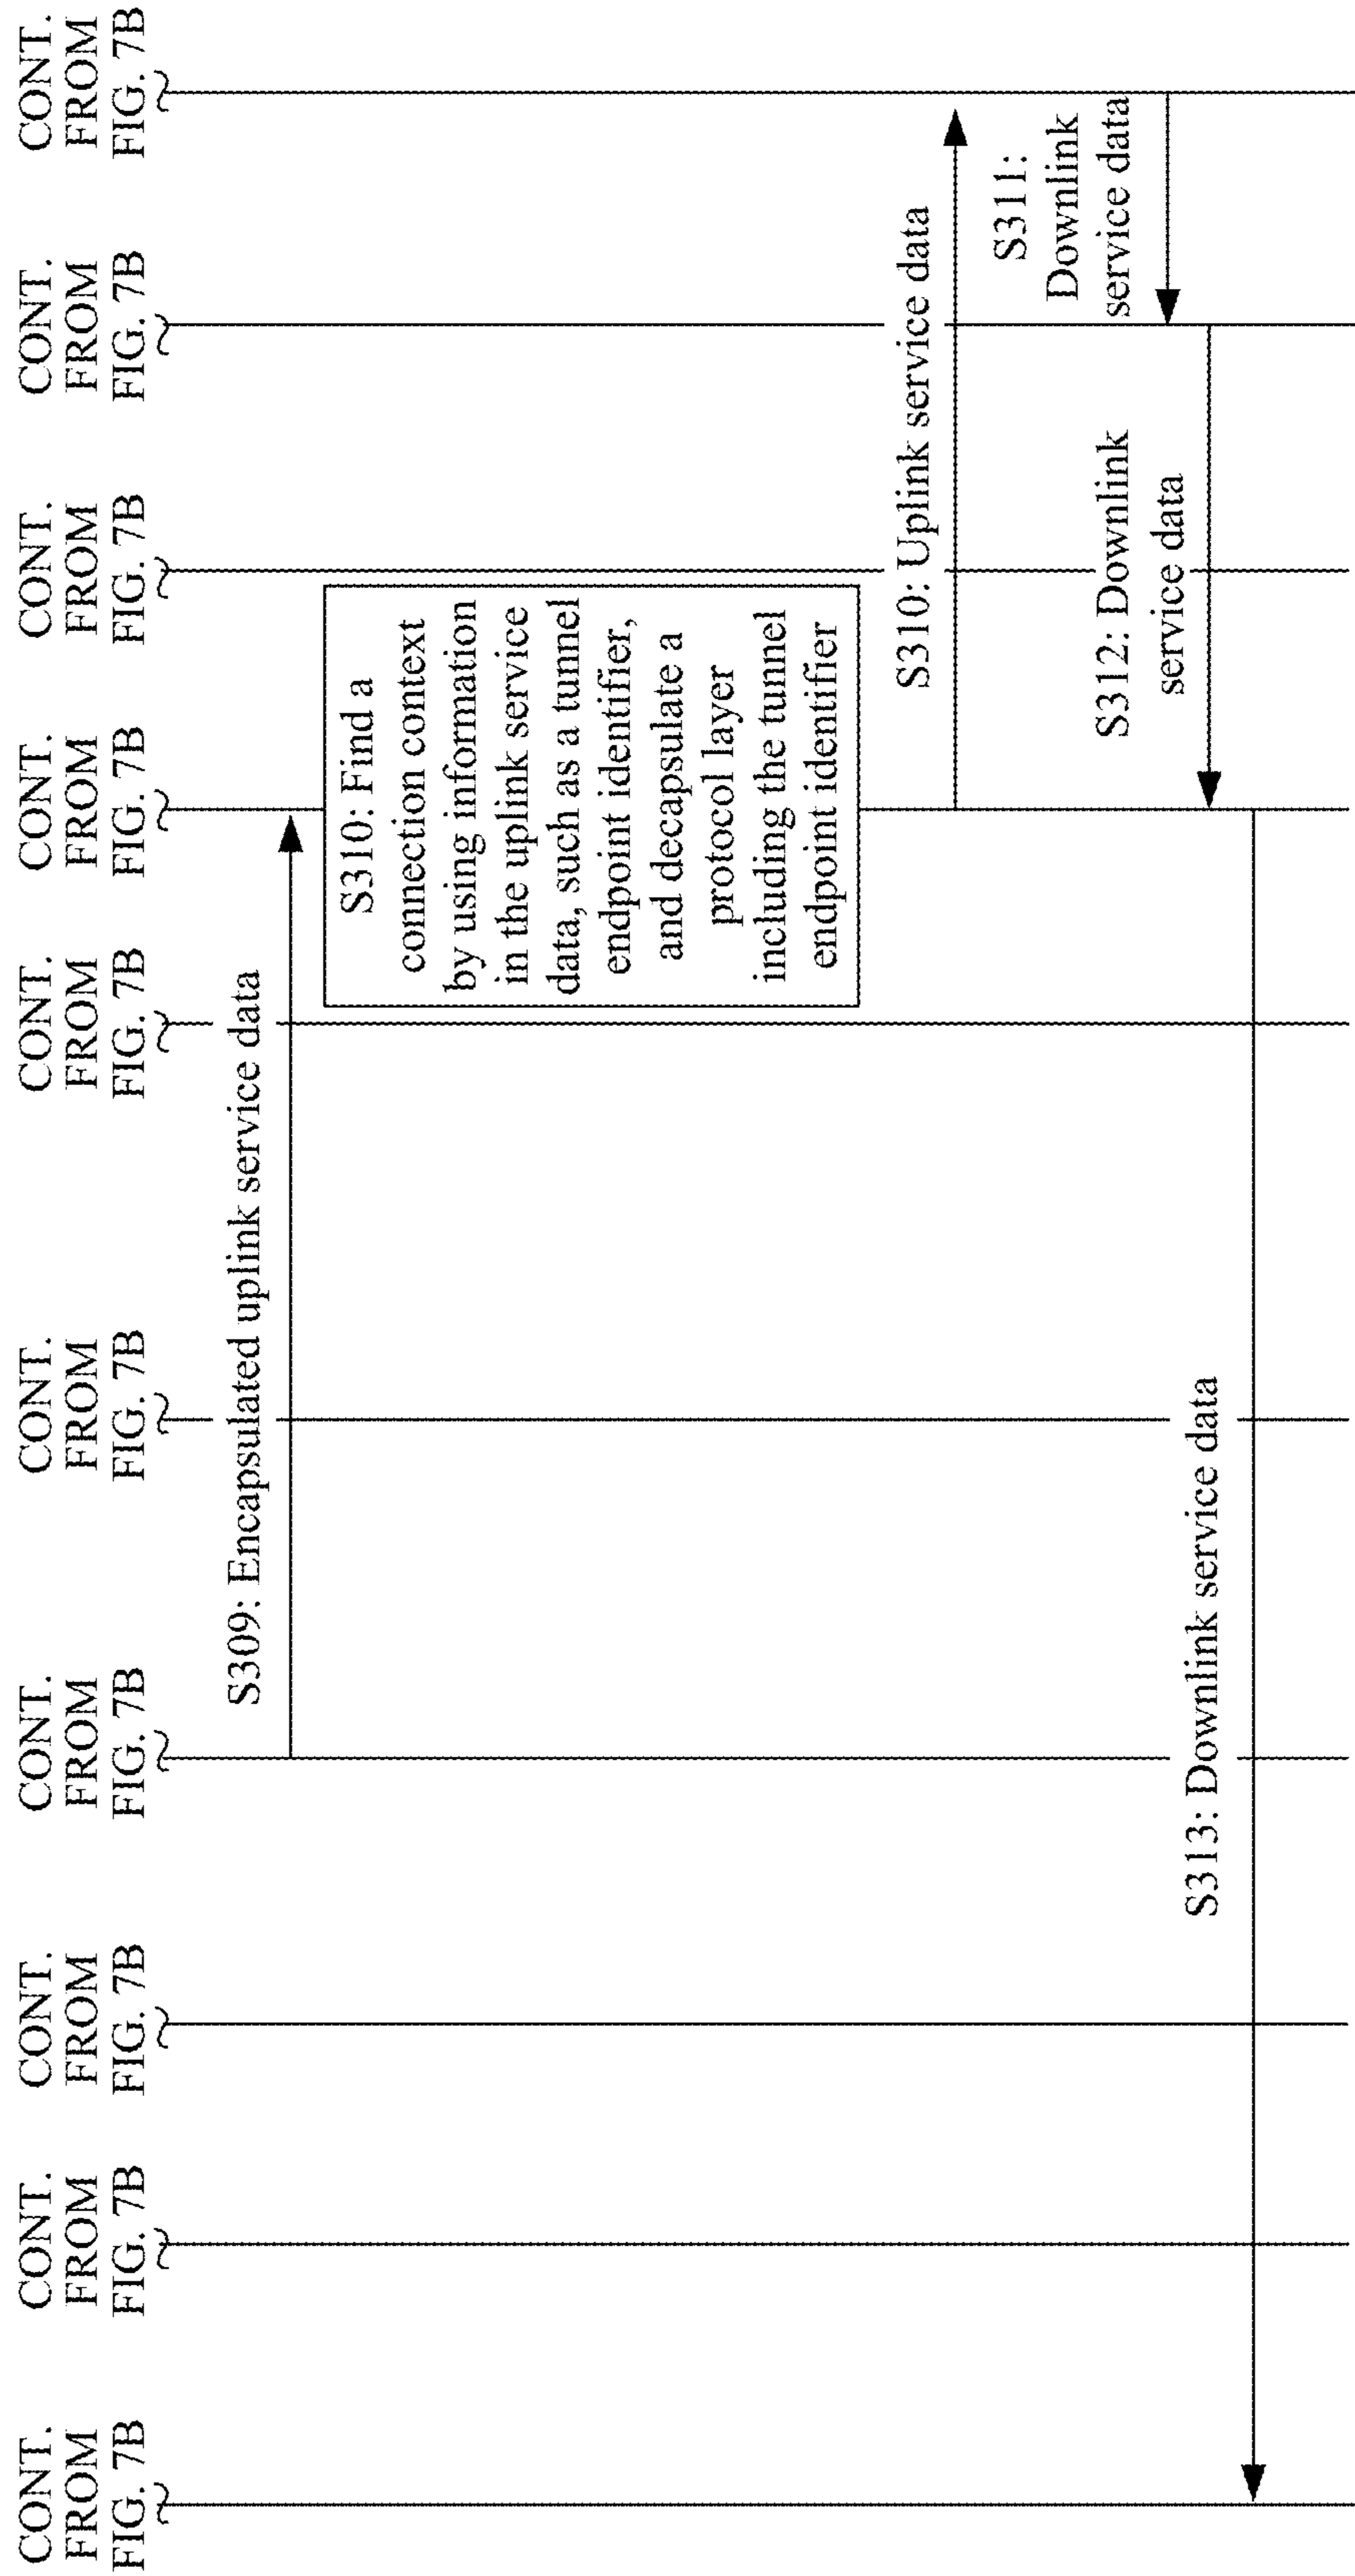 CONT.
FROM
FIG. 7B
CONT.
FROM
FIG. 7B
CONT.
FROM
FIG. 7B
CONT.
FROM
FIG. 7B
CONT.
FROM
FIG. 7B
CONT.
FROM
FIG. 7B
CONT.
FROM
FIG. 7B
CONT.
FROM
FIG. 7B
CONT.
FROM
FIG. 7B
CONT.
FROM
FIG. 7B
S309: Encapsulated uplink service data
S310: Find a
connection context
by using information
in the uplink service
data, such as a tunnel
endpoint identifier,
and decapsulate a
protocol layer
including the tunnel
endpoint identifier
S310: Uplink service data
S311:
Downlink
service data
S312: Downlink
service data
S313: Downlink service data